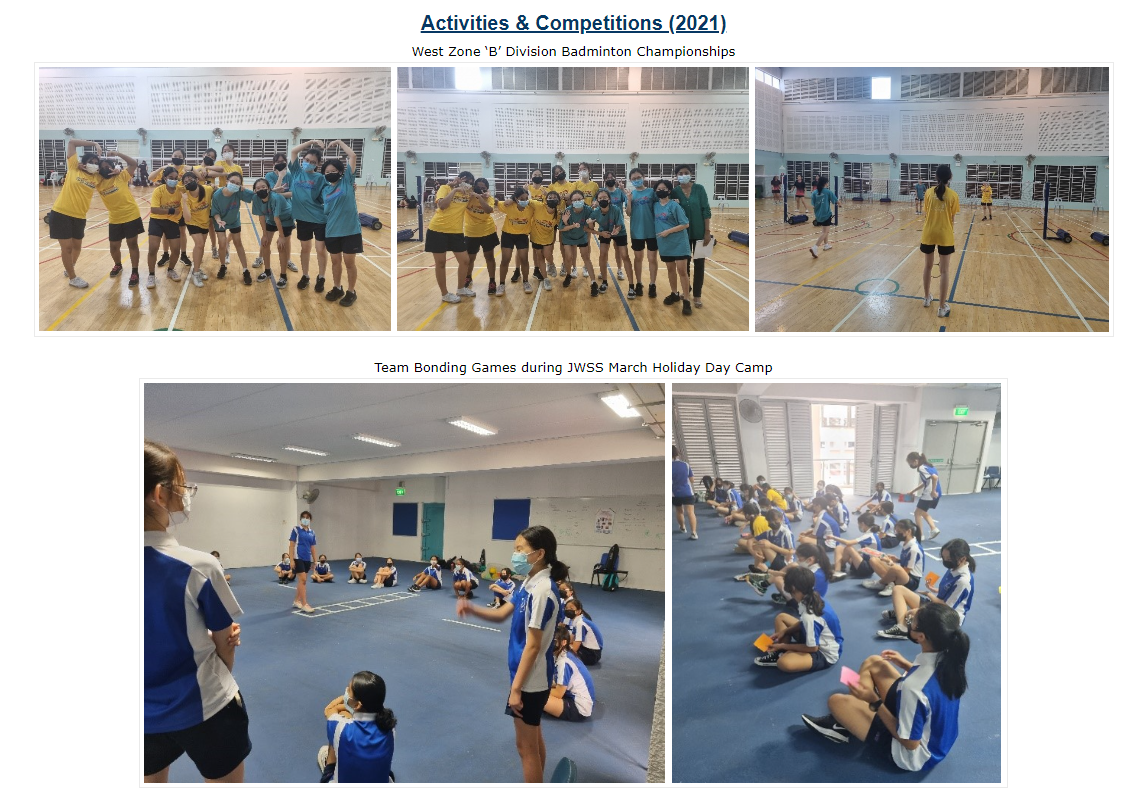 Activities & Competitions (2021)
West Zone ‘B’ Division Badminton Championships
Team Bonding Games during JWSS March Holiday Day Camp